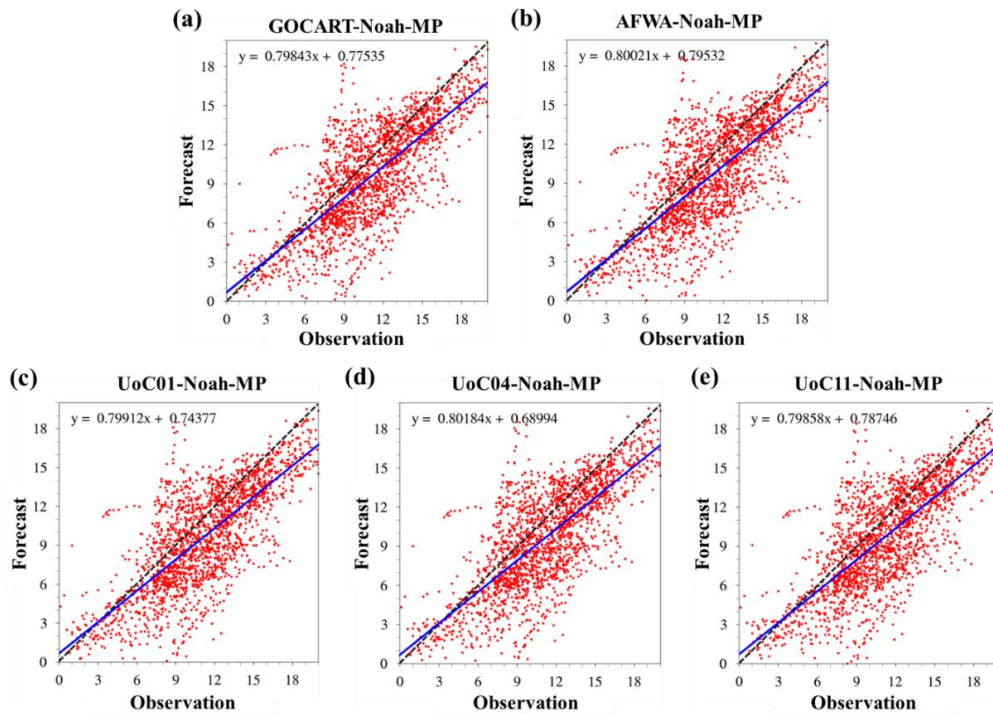 (a) GOCART-Noah-MP
y = 0.79843x + 0.77535
Forecast
18
15
12
9
6
3
0
0 3 6 9 12 15 18
Observation
(b) AFWA-Noah-MP
y = 0.80021x + 0.79532
Forecast
18
15
12
9
6
3
0
0 3 6 9 12 15 18
Observation
(c) UoC01-Noah-MP
y = 0.79912x + 0.74377
Forecast
18
15
12
9
6
3
0
0 3 6 9 12 15 18
Observation
(d) UoC04-Noah-MP
y = 0.80184x + 0.68994
Forecast
18
15
12
9
6
3
0
0 3 6 9 12 15 18
Observation
(e) UoC11-Noah-MP
y = 0.79858x + 0.78746
Forecast
18
15
12
9
6
3
0
0 3 6 9 12 15 18
Observation